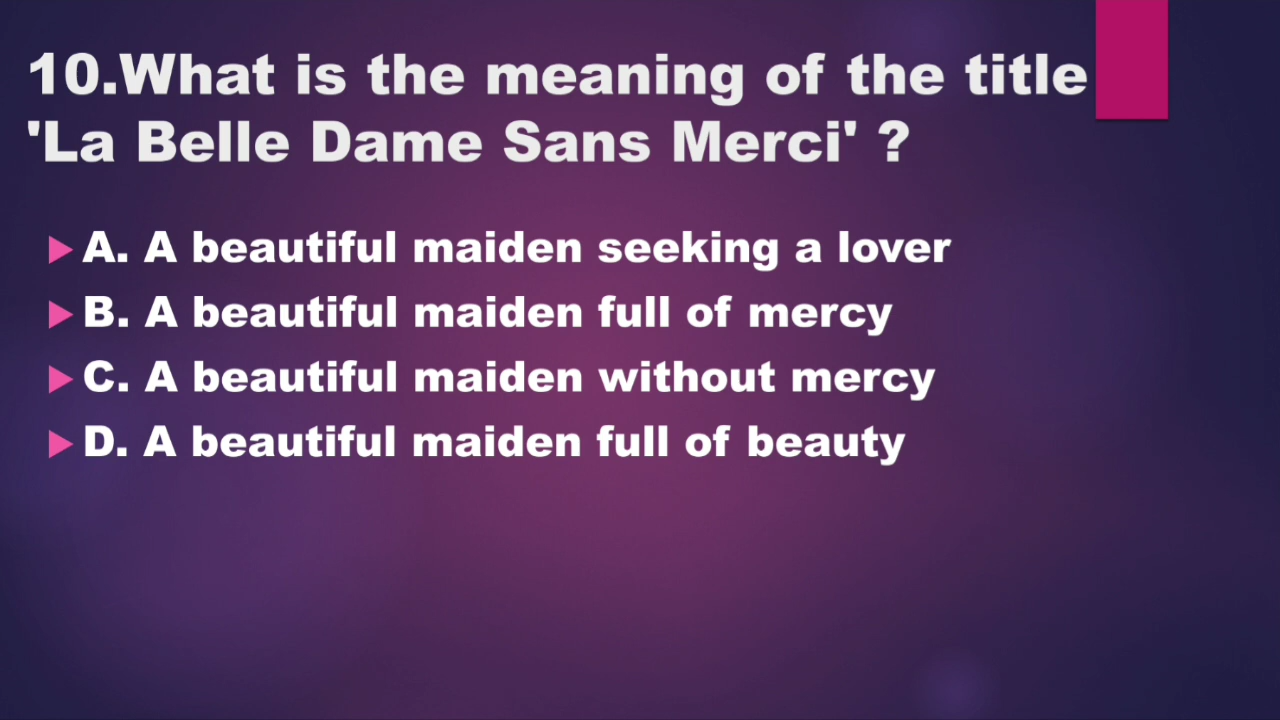 10.What is the meaning of the title
'La Belle Dame Sans Merci' ?
A. A beautiful maiden seeking a lover
B. A beautiful maiden full of mercy
C. A beautiful maiden without mercy
D. A beautiful maiden full of beauty